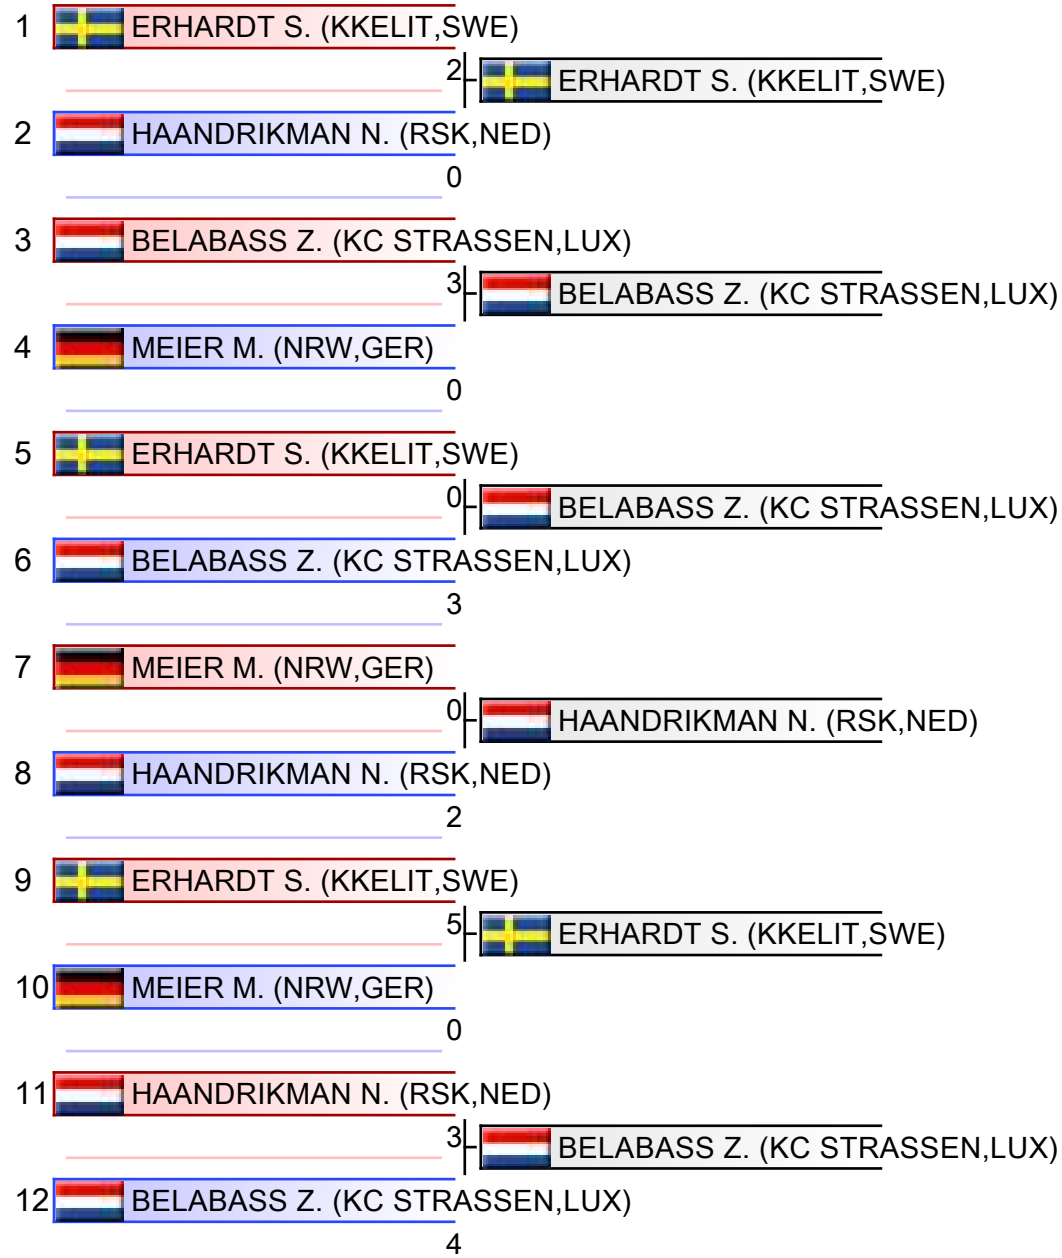 1 ERHARDT S. (KKELIT,SWE)
2 ERHARDT S. (KKELIT,SWE)
2 HAANDRIKMAN N. (RSK,NED)
0
3 BELABASS Z. (KC STRASSEN,LUX)
3 BELABASS Z. (KC STRASSEN,LUX)
4 MEIER M. (NRW,GER)
0
5 ERHARDT S. (KKELIT,SWE)
0 BELABASS Z. (KC STRASSEN,LUX)
6 BELABASS Z. (KC STRASSEN,LUX)
3
7 MEIER M. (NRW,GER)
0 HAANDRIKMAN N. (RSK,NED)
8 HAANDRIKMAN N. (RSK,NED)
2
9 ERHARDT S. (KKELIT,SWE)
5 ERHARDT S. (KKELIT,SWE)
10 MEIER M. (NRW,GER)
0
11 HAANDRIKMAN N. (RSK,NED)
3 BELABASS Z. (KC STRASSEN,LUX)
12 BELABASS Z. (KC STRASSEN,LUX)
4